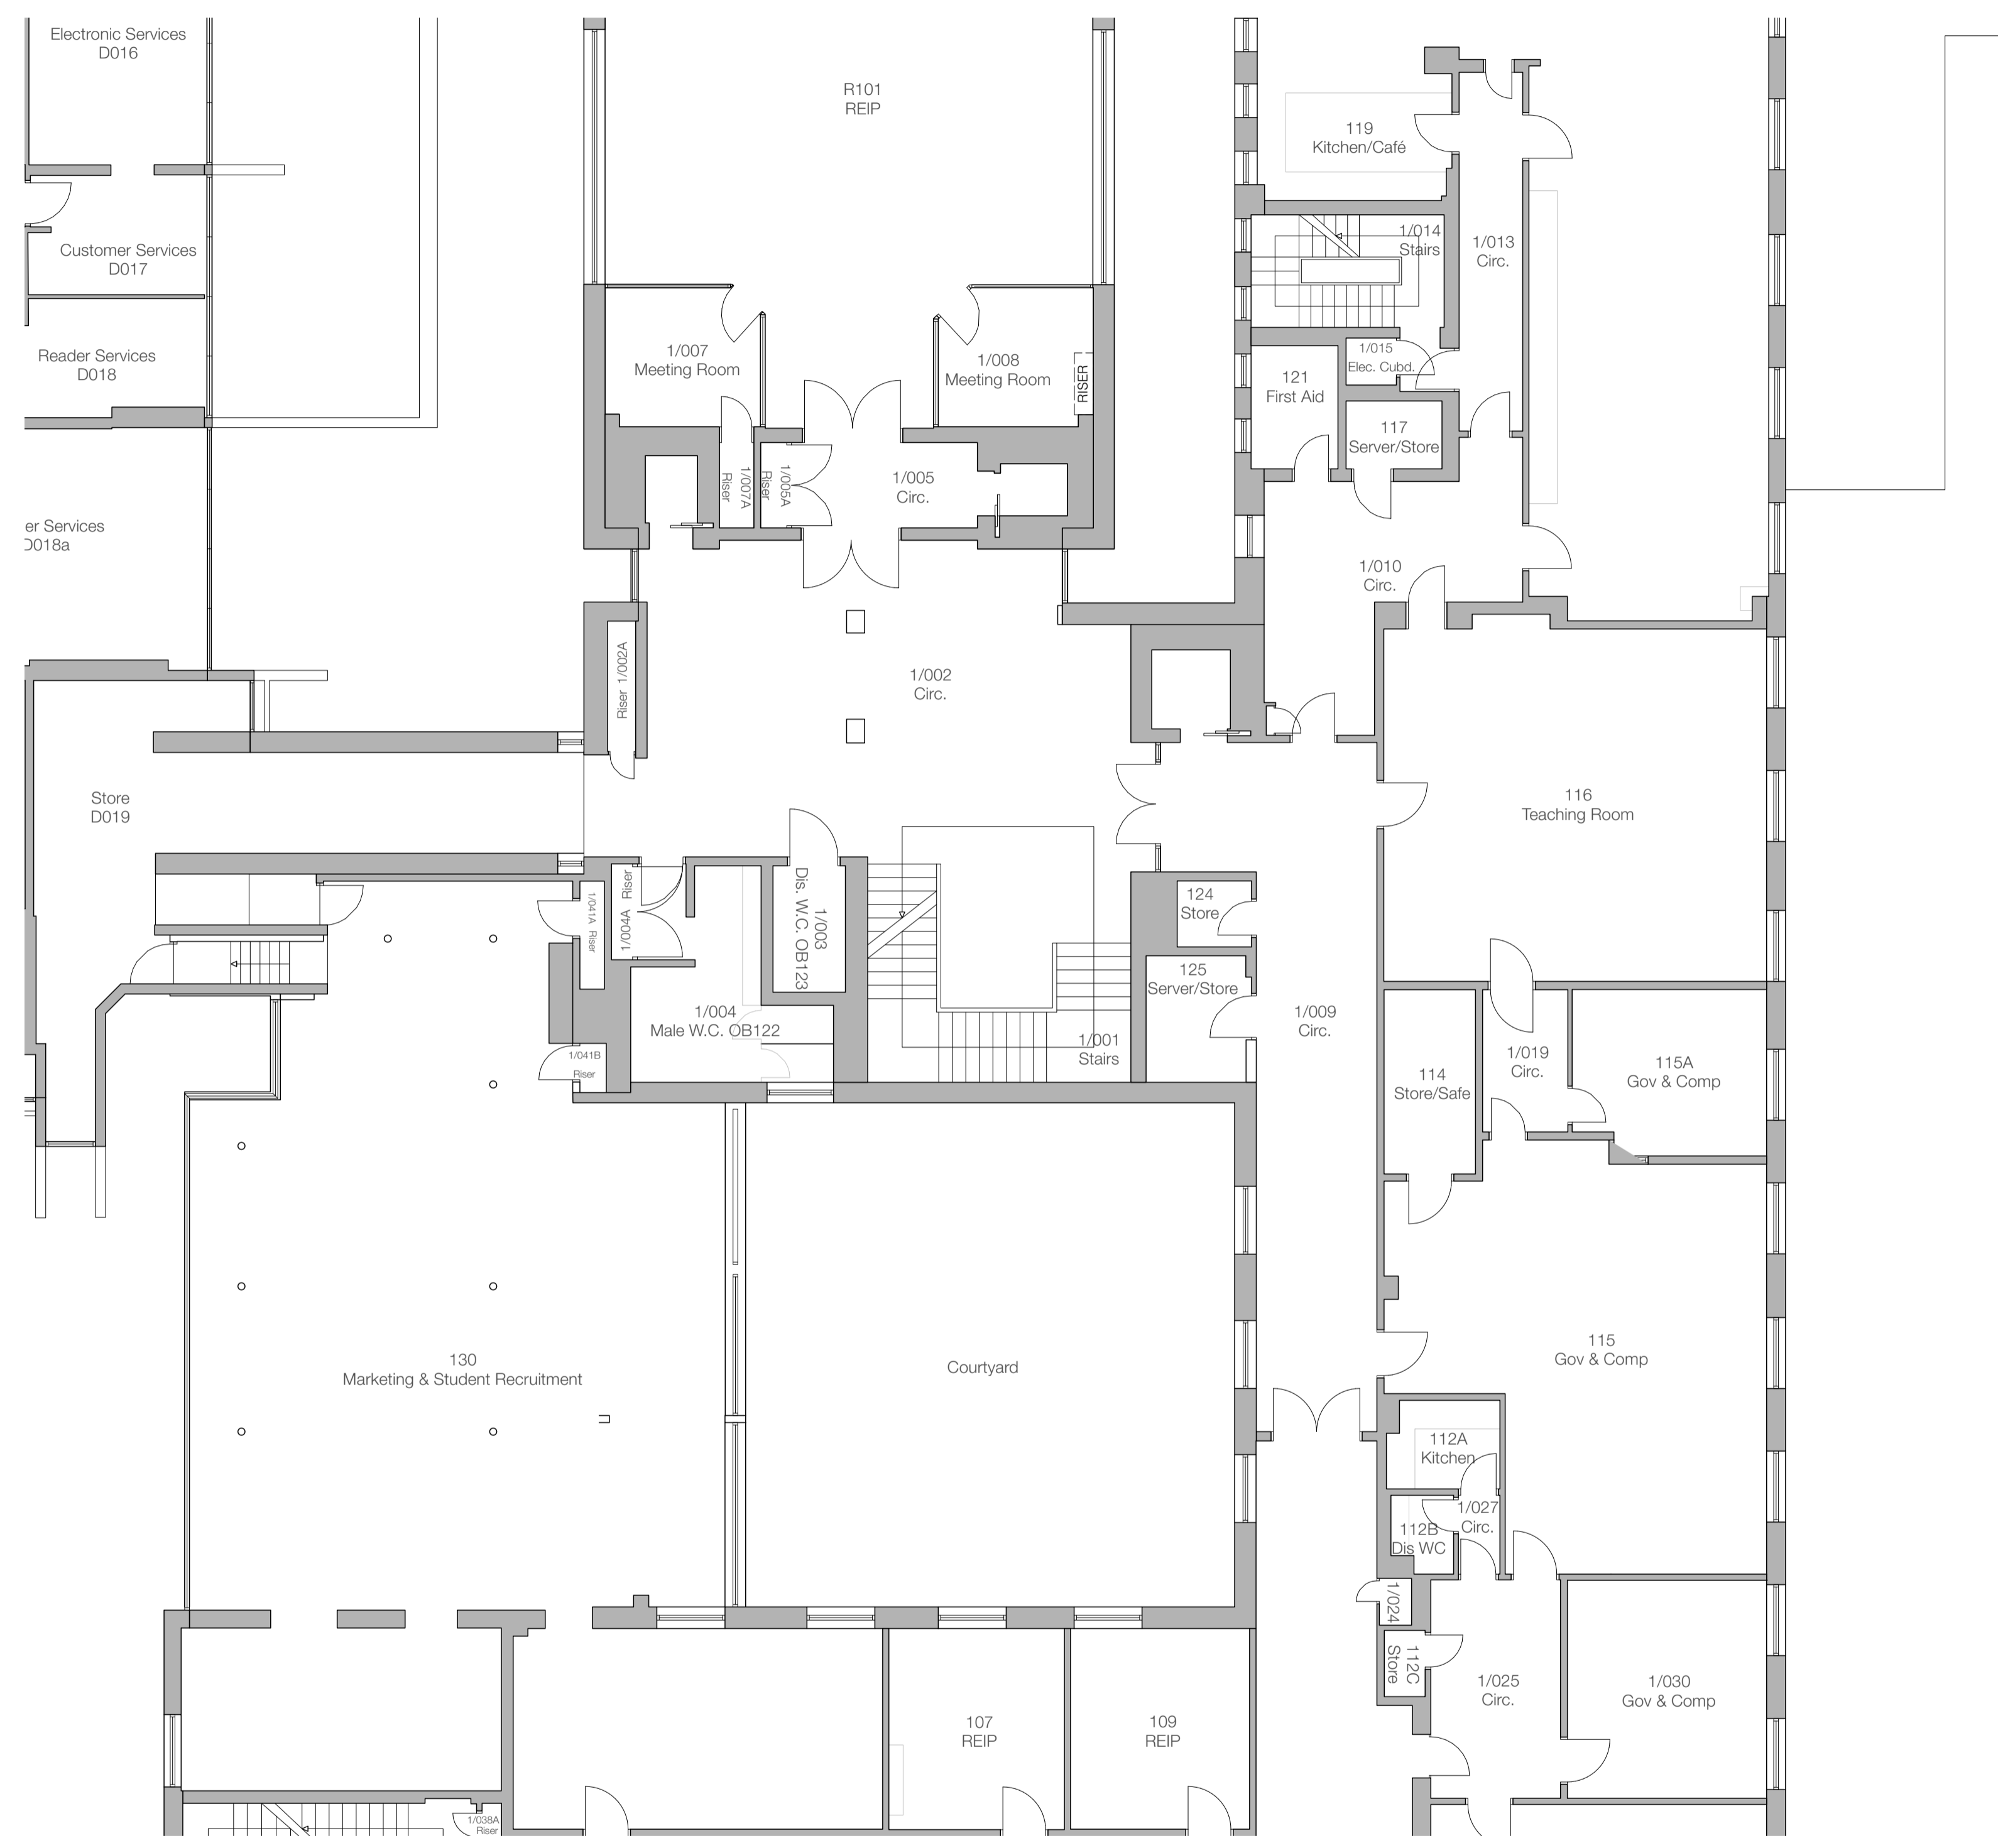 Electronic Services
D016
R101
REIP
119
Kitchen/Café
Customer Services
D017
1/014
Stairs
1/013
Circ.
Reader Services
D018
1/007
Meeting Room
1/008
Meeting Room
RISER
1/015
Elec. Cubd.
121
First Aid
117
Server/Store
1/007A
Riser
1/005A
Riser
1/005
Circ.
er Services
D018a
1/010
Circ.
Riser 1/002A
1/002
Circ.
Store
D019
116
Teaching Room
1/004A Riser
1/041A Riser
1/003
Dis. W.C. OB123
124
Store
125
Server/Store
1/004
Male W.C. OB122
1/001
Stairs
1/009
Circ.
1/041B
Riser
114
Store/Safe
1/019
Circ.
115A
Gov & Comp
130
Marketing & Student Recruitment
Courtyard
115
Gov & Comp
112A
Kitchen
1/027
Circ.
112B
Dis WC
1/024
112C
Store
1/025
Circ.
1/030
Gov & Comp
107
REIP
109
REIP
1/038A
Riser